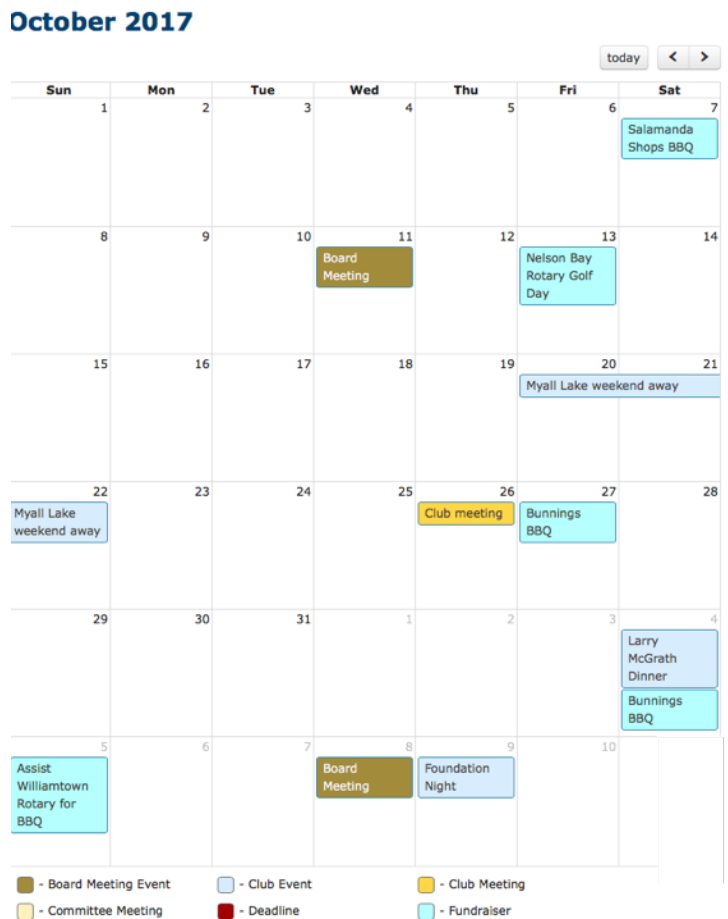 October 2017
today < >
Sun Mon Tue Wed Thu Fri Sat
1 2 3 4 5 6 7
Salamanda
Shops BBQ
8 9 10 11 12 13 14
Board
Meeting
Nelson Bay
Rotary Golf
Day
15 16 17 18 19 20 21
Myall Lake weekend away
22 23 24 25 26 27 28
Myall Lake
weekend away
Club meeting
Bunnings
BBQ
29 30 31 1 2 3 4
Larry
McGrath
Dinner
Bunnings
BBQ
5 6 7 8 9 10
Assist
Williamtown
Rotary for
BBQ
Board
Meeting
Foundation
Night
- Board Meeting Event - Club Event - Club Meeting
- Committee Meeting - Deadline - Fundraiser